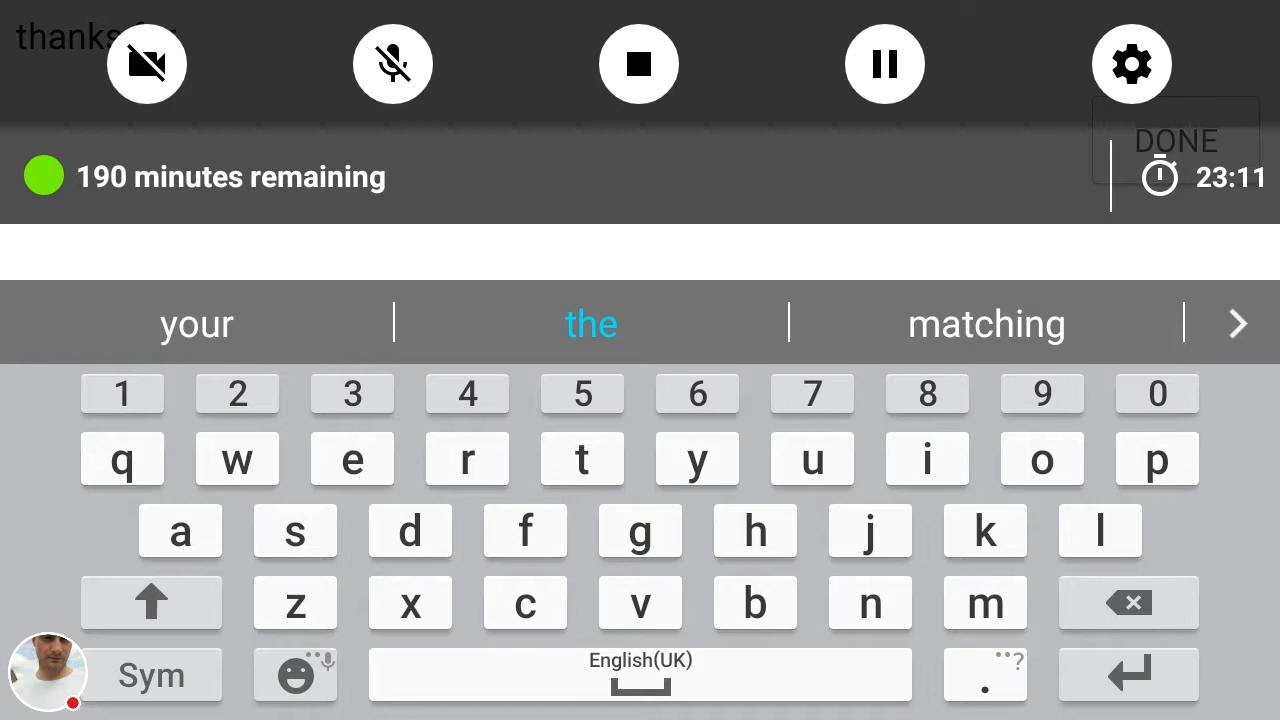 thanks for
DONE
190 minutes remaining
23:11
your the matching
1 2 3 4 5 6 7 8 9 0
q w e r t y u i o p
a s d f g h j k l
z x c v b n m
Sym English(UK) . ?